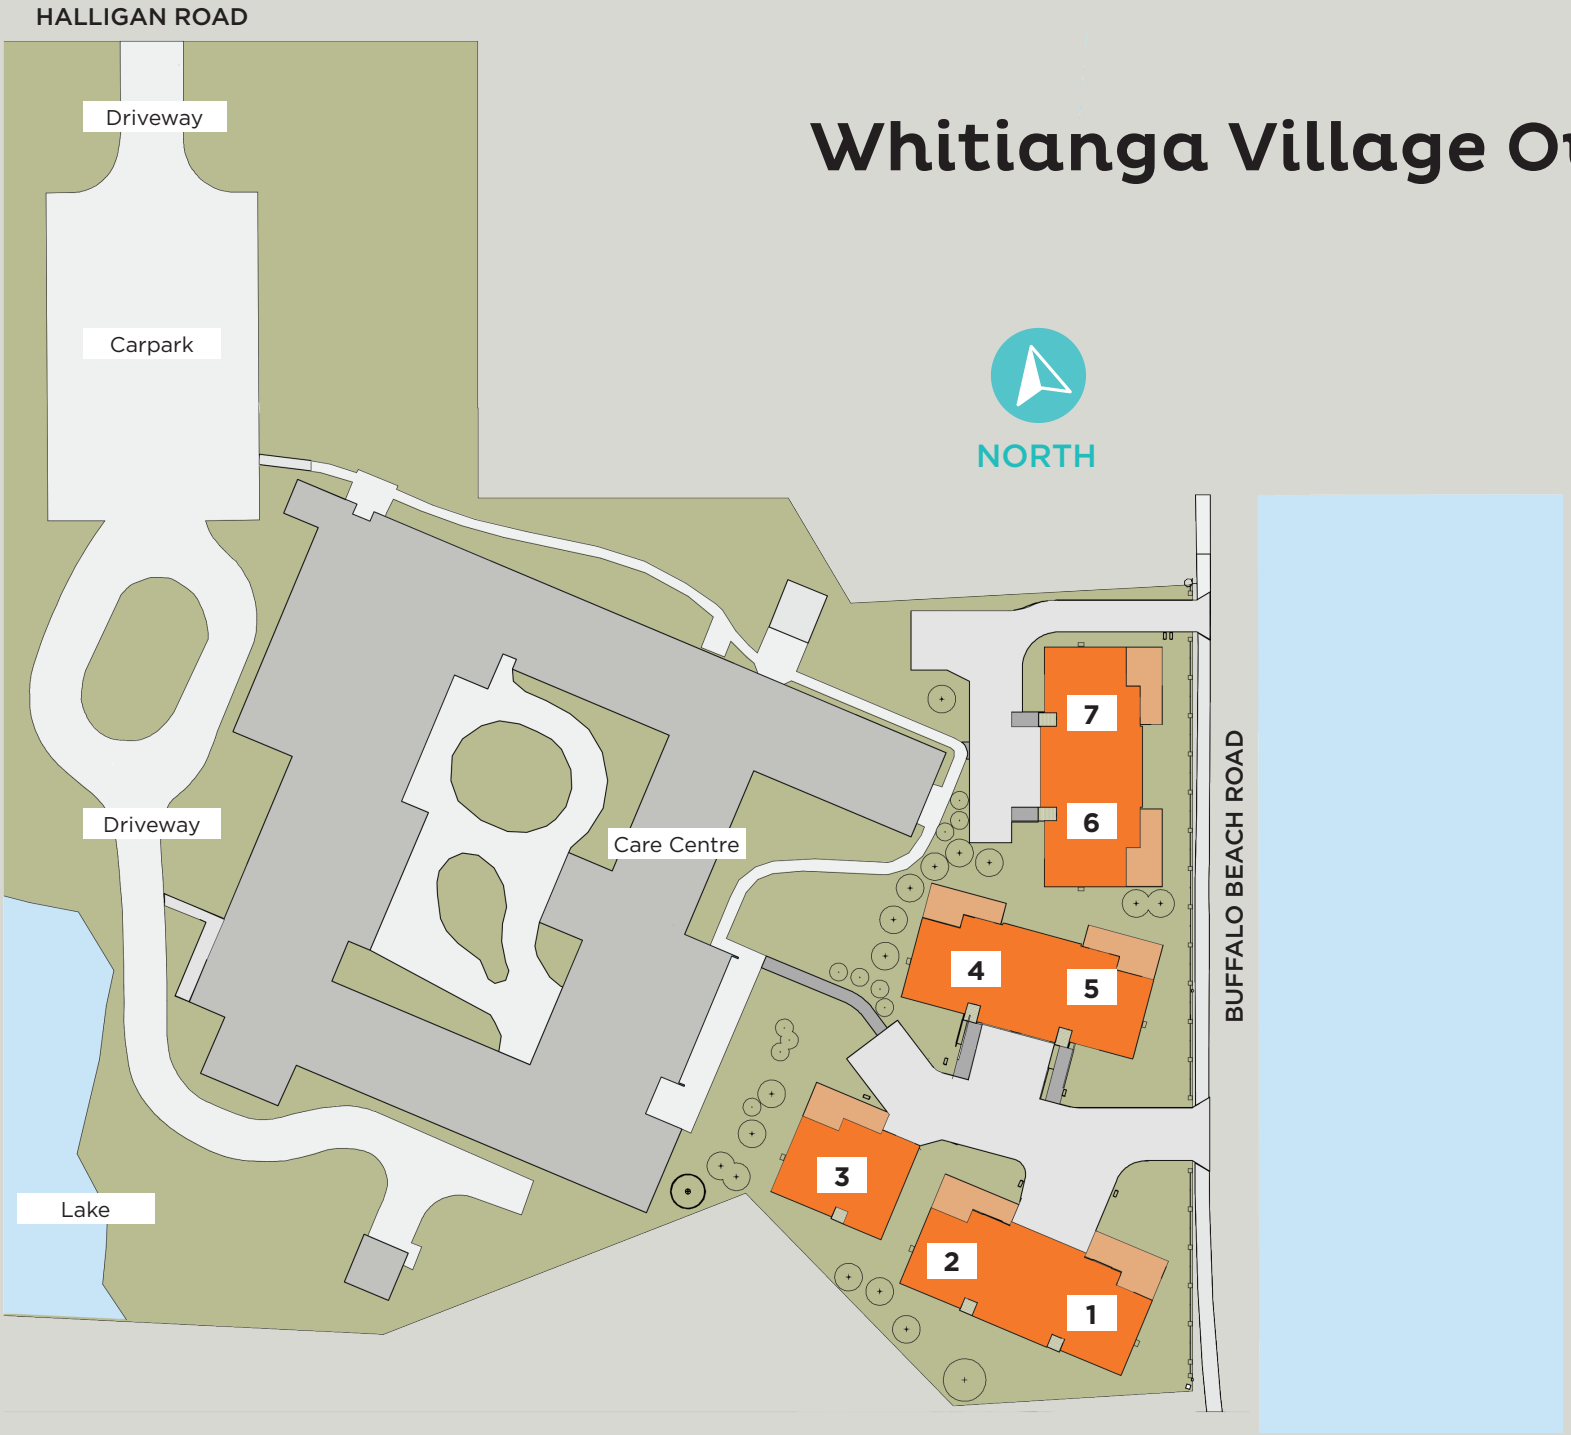 HALLIGAN ROAD
Driveway
Whitianga Village
Carpark
NORTH
7
BUFFALO BEACH ROAD
6
Driveway
Care Centre
4
5
3
Lake
2
1